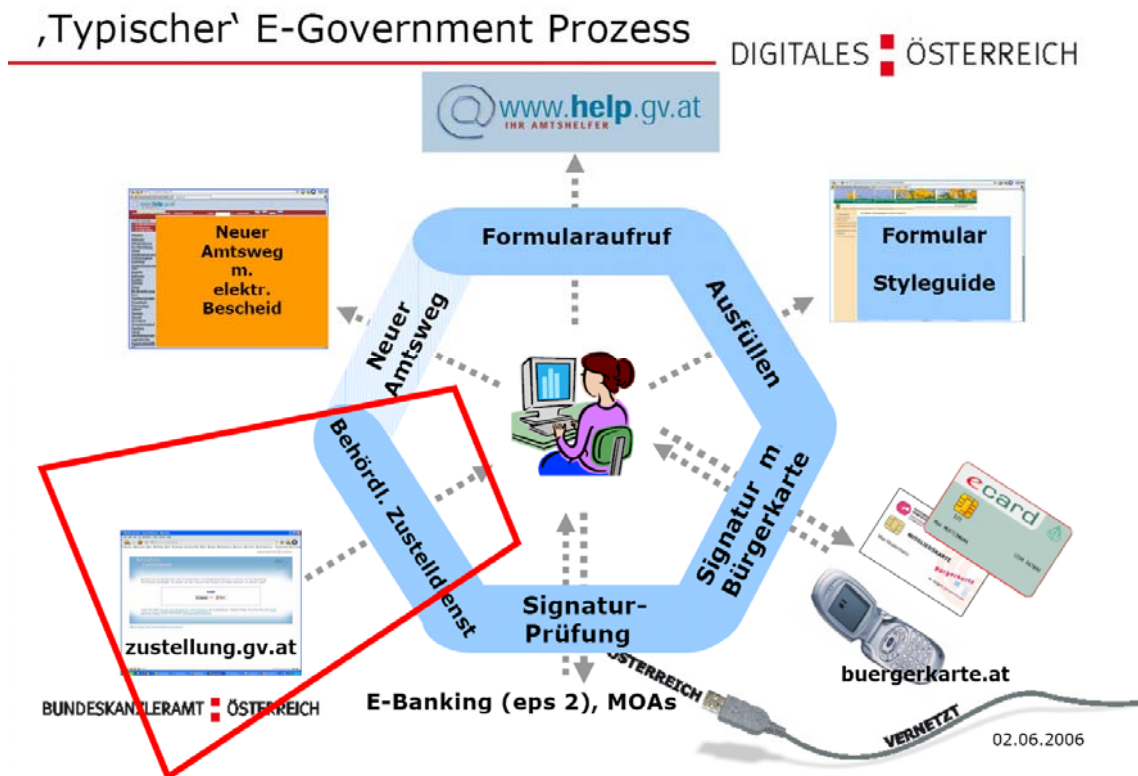 ‚Typischer‘ E-Government Prozess
DIGITALES ÖSTERREICH
@www.help.gv.at
IHR AMTSHELFER
Neuer
Amtsweg
m.
elektr.
Bescheid
Formularaufruf
Formular
Styleguide
Neuer
Amtsweg
Ausfüllen
Behördl. Zustelldienst
Signatur m
Bürgerkarte
ecard
MITGLIEDSKARTE
Bürgerkarte
Signatur-
Prüfung
zustellung.gv.at
buergerkarte.at
BUNDESKANZLERAMT ÖSTERREICH
E-Banking (eps 2), MOAs
ÖSTERREICH
VERNETZT
02.06.2006